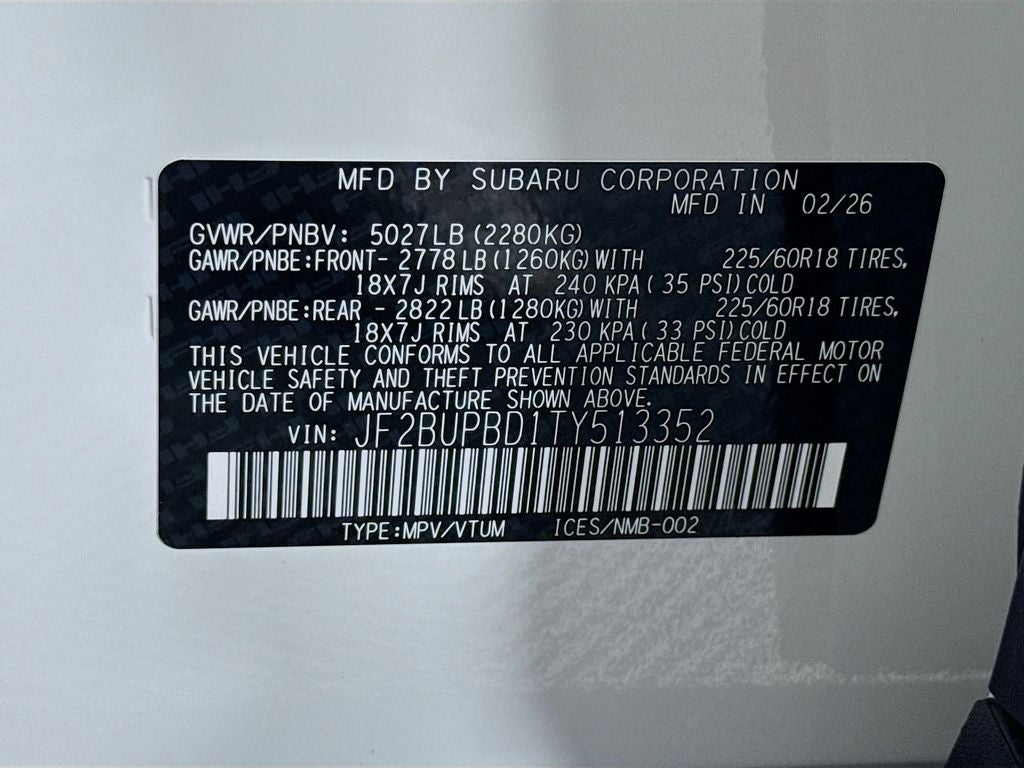 MFD BY SUBARU CORPORATION
MFD IN 02/26
GVWR/PNBV: 5027LB (2280KG)
GAWR/PNBE:FRONT- 2778LB (1260KG) WITH 225/60R18 TIRES,
18X7J RIMS AT 240 KPA( 35 PSI) COLD
GAWR/PNBE:REAR - 2822LB (1280KG) WITH 225/60R18 TIRES,
18X7J RIMS AT 230 KPA( 33 PSI) COLD
THIS VEHICLE CONFORMS TO ALL APPLICABLE FEDERAL MOTOR
VEHICLE SAFETY AND THEFT PREVENTION STANDARDS IN EFFECT ON
THE DATE OF MANUFACTURE SHOWN ABOVE.
VIN: JF2BUPBD1TY513352
TYPE:MPV/VTUM ICES/NMB-002